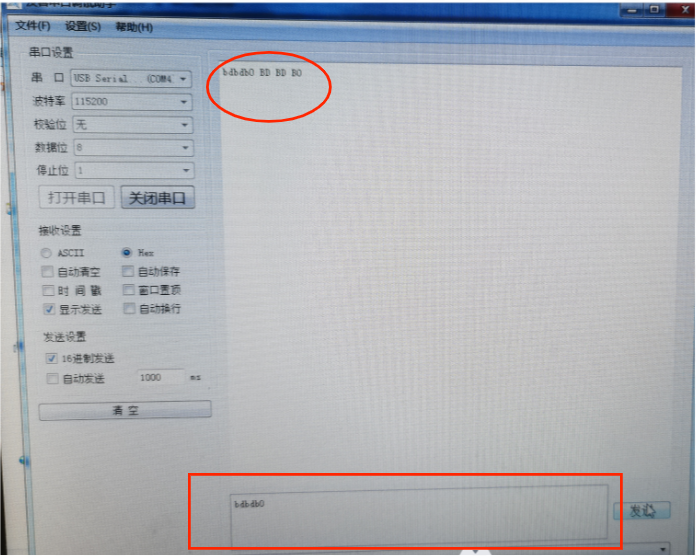 文件(F) 设置(S) 帮助(H)
串口设置
串 口 USB Serial... (COM4
波特率 115200
校验位 无
数据位 8
停止位 1
打开串口 关闭串口
接收设置
ASCII Hex
自动清空 自动保存
时 间 戳 窗口置顶
显示发送 自动换行
发送设置
16进制发送
自动发送 1000 ms
清 空
bdbdb0 BD BD B0
bdbdb0
发送